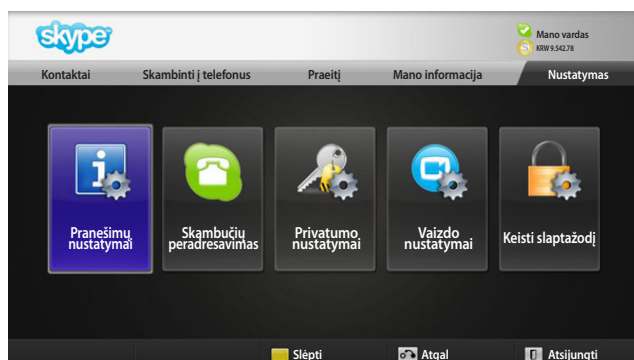 skype
Mano vardas
KRW 9.542.78
Kontaktai Skambinti į telefonus Praeitį Mano informacija Nustatymas
Pranešimų nustatymai
Skambučių peradresavimas
Privatumo nustatymai
Vaizdo nustatymai
Keisti slaptažodį
Slėpti Atgal Atsijungti